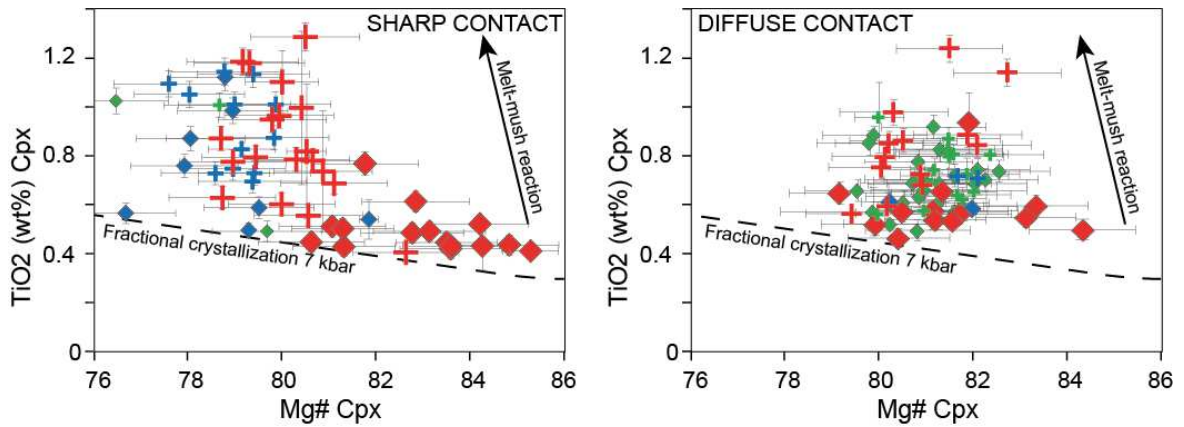 SHARP CONTACT
1.2
0.8
0.4
0
TiO2 (wt%) Cpx
Melt-mush reaction
Fractional crystallization 7 kbar
76 78 80 82 84 86
Mg# Cpx
DIFFUSE CONTACT
1.2
0.8
0.4
0
TiO2 (wt%) Cpx
Melt-mush reaction
Fractional crystallization 7 kbar
76 78 80 82 84 86
Mg# Cpx